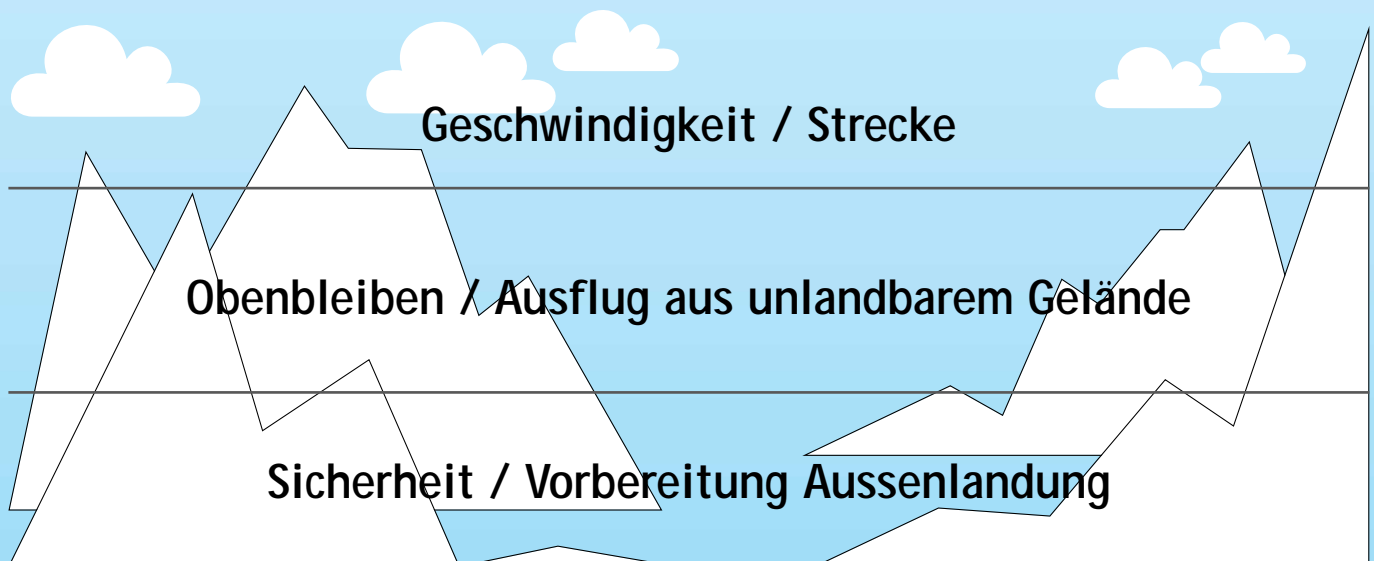 Geschwindigkeit / Strecke
Obenbleiben / Ausflug aus unlandbarem Gelände
Sicherheit / Vorbereitung Aussenlandung